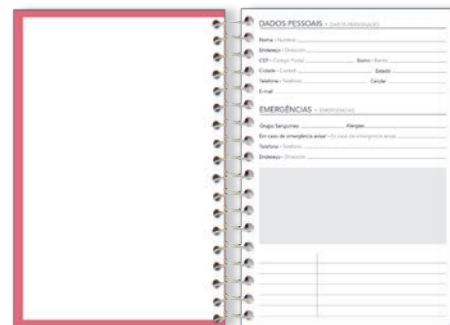 DADOS PESSOAIS • DATOS PERSONALES
Nome • Nombre
Endereço • Dirección
CEP • Código Postal Bairro • Barrio
Cidade • Ciudad Estado
Telefone • Teléfono Celular
E-mail
EMERGÊNCIAS • EMERGENCIAS
Grupo Sanguíneo Alergias
Em caso de emergência avisar • En caso de emergencia avisar
Telefone • Teléfono
Endereço • Dirección